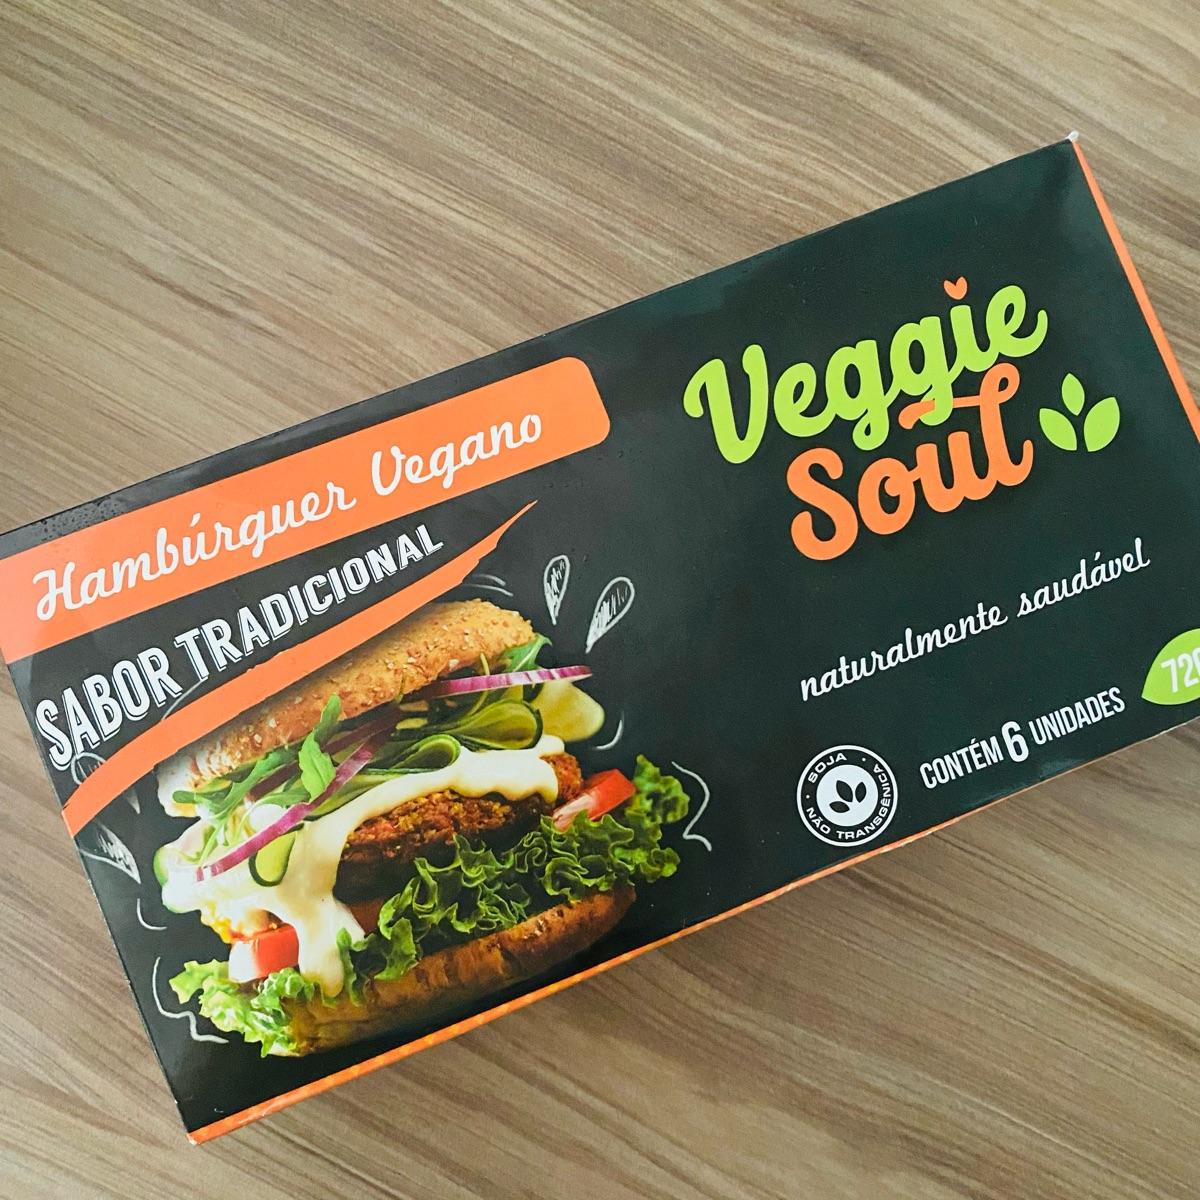 Hambúrguer Vegano
SABOR TRADICIONAL
Veggie
Soul
naturalmente saudável
CONTÉM 6 UNIDADES
SOJA
NÃO TRANSGÊNICA